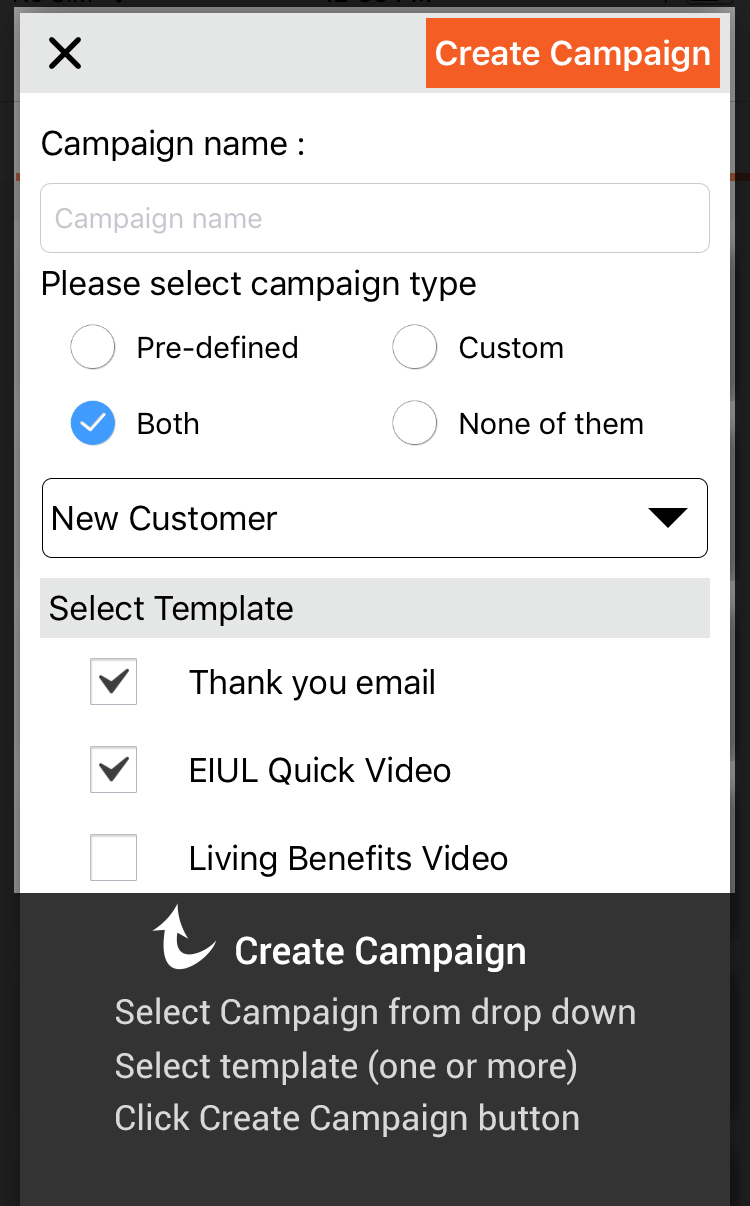 Create Campaign
Campaign name :
Campaign name
Please select campaign type
Pre-defined Custom
Both None of them
New Customer
Select Template
Thank you email
EIUL Quick Video
Living Benefits Video
Create Campaign
Select Campaign from drop down
Select template (one or more)
Click Create Campaign button